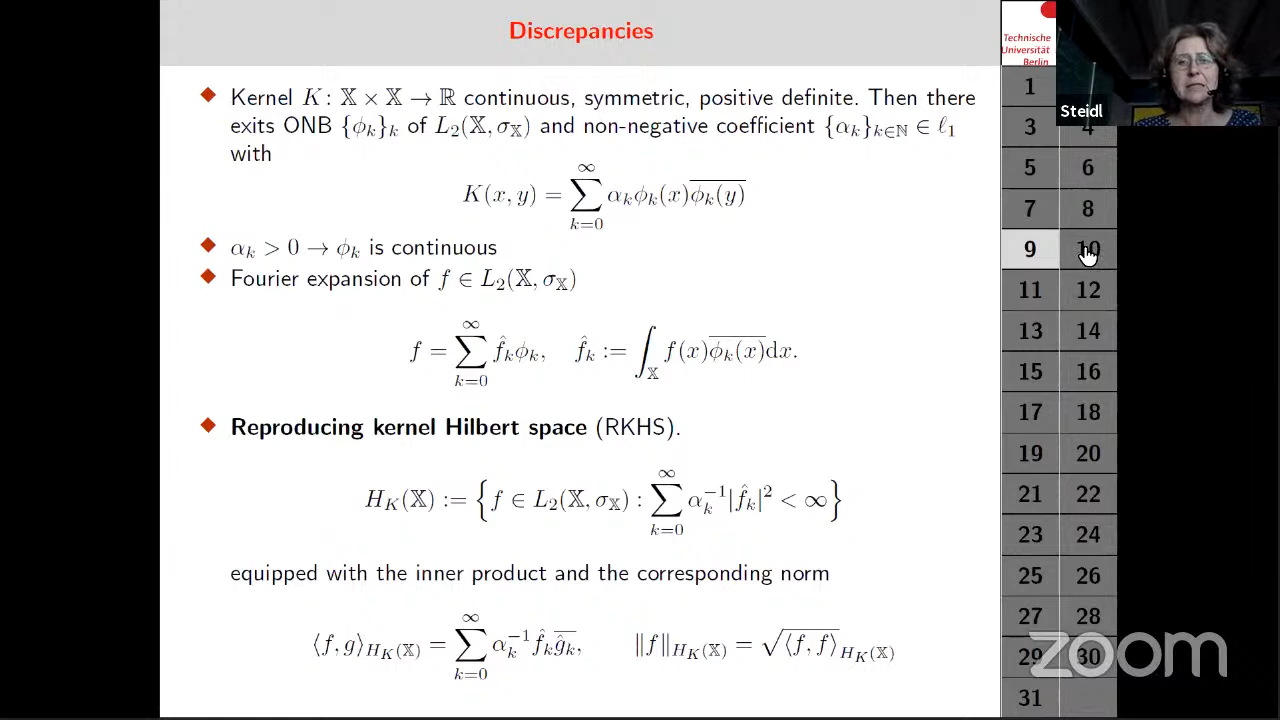 Discrepancies
Kernel K : 𝕏 × 𝕏 → ℝ continuous, symmetric, positive definite. Then there
exits ONB {ϕ_k}_k of L_2(𝕏, σ_𝕏) and non-negative coefficient {α_k}_{k∈ℕ} ∈ ℓ_1
with
K(x, y) = ∑_{k=0}^{∞} α_k ϕ_k(x) \overline{ϕ_k(y)}
α_k > 0 → ϕ_k is continuous
Fourier expansion of f ∈ L_2(𝕏, σ_𝕏)
f = ∑_{k=0}^{∞} \hat{f}_k ϕ_k, \hat{f}_k := ∫_𝕏 f(x) \overline{ϕ_k(x)} dx.
Reproducing kernel Hilbert space (RKHS).
H_K(𝕏) := { f ∈ L_2(𝕏, σ_𝕏) : ∑_{k=0}^{∞} α_k^{-1} |\hat{f}_k|^2 < ∞ }
equipped with the inner product and the corresponding norm
⟨f, g⟩_{H_K(𝕏)} = ∑_{k=0}^{∞} α_k^{-1} \hat{f}_k \overline{\hat{g}_k}, ‖f‖_{H_K(𝕏)} = √⟨f, f⟩_{H_K(𝕏)}
Technische
Universität
Berlin
Steidl
1
3 4
5 6
7 8
9 10
11 12
13 14
15 16
17 18
19 20
21 22
23 24
25 26
27 28
29 30
31
zoom